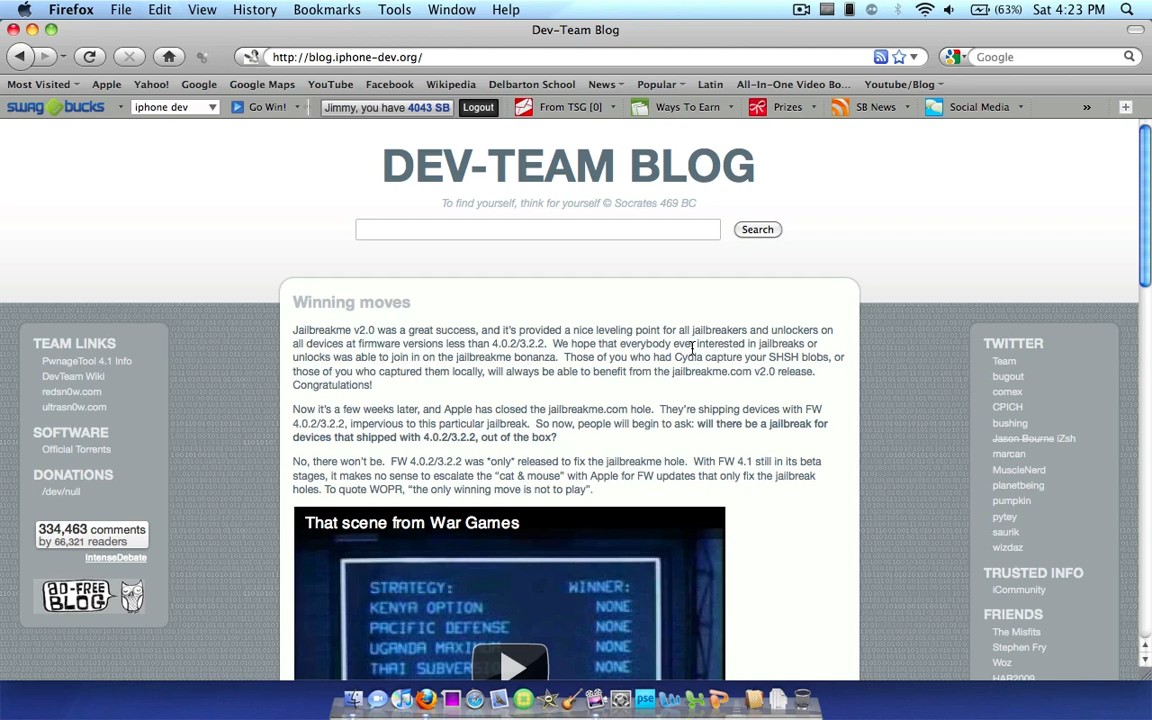 Firefox File Edit View History Bookmarks Tools Window Help (63%) Sat 4:23 PM
Dev-Team Blog
http://blog.iphone-dev.org/ Google
Most Visited Apple Yahoo! Google Google Maps YouTube Facebook Wikipedia Delbarton School News Popular Latin All-In-One Video Bo... Youtube/Blog
swagbucks iphone dev Go Win! Jimmy, you have 4043 SB Logout From TSG [0] Ways To Earn Prizes SB News Social Media »
DEV-TEAM BLOG
To find yourself, think for yourself © Socrates 469 BC
Search
Winning moves
Jailbreakme v2.0 was a great success, and it's provided a nice leveling point for all jailbreakers and unlockers on
all devices at firmware versions less than 4.0.2/3.2.2. We hope that everybody ever interested in jailbreaks or
unlocks was able to join in on the jailbreakme bonanza. Those of you who had Cydia capture your SHSH blobs, or
those of you who captured them locally, will always be able to benefit from the jailbreakme.com v2.0 release.
Congratulations!
Now it's a few weeks later, and Apple has closed the jailbreakme.com hole. They're shipping devices with FW
4.0.2/3.2.2, impervious to this particular jailbreak. So now, people will begin to ask: will there be a jailbreak for
devices that shipped with 4.0.2/3.2.2, out of the box?
No, there won't be. FW 4.0.2/3.2.2 was *only* released to fix the jailbreakme hole. With FW 4.1 still in its beta
stages, it makes no sense to escalate the "cat & mouse" with Apple for FW updates that only fix the jailbreak
holes. To quote WOPR, "the only winning move is not to play".
That scene from War Games
STRATEGY: WINNER:
KENYA OPTION NONE
PACIFIC DEFENSE NONE
UGANDA MAXIMUM NONE
THAI SUBVERSION NONE
TEAM LINKS
PwnageTool 4.1 Info
DevTeam Wiki
redsn0w.com
ultrasn0w.com
SOFTWARE
Official Torrents
DONATIONS
/dev/null
334,463 comments
by 66,321 readers
IntenseDebate
AD-FREE
BLOG
TWITTER
Team
bugout
comex
CPICH
bushing
Jason Bourne iZsh
marcan
MuscleNerd
planetbeing
pumpkin
pytey
saurik
wizdaz
TRUSTED INFO
iCommunity
FRIENDS
The Misfits
Stephen Fry
Woz
HAR2009
pse